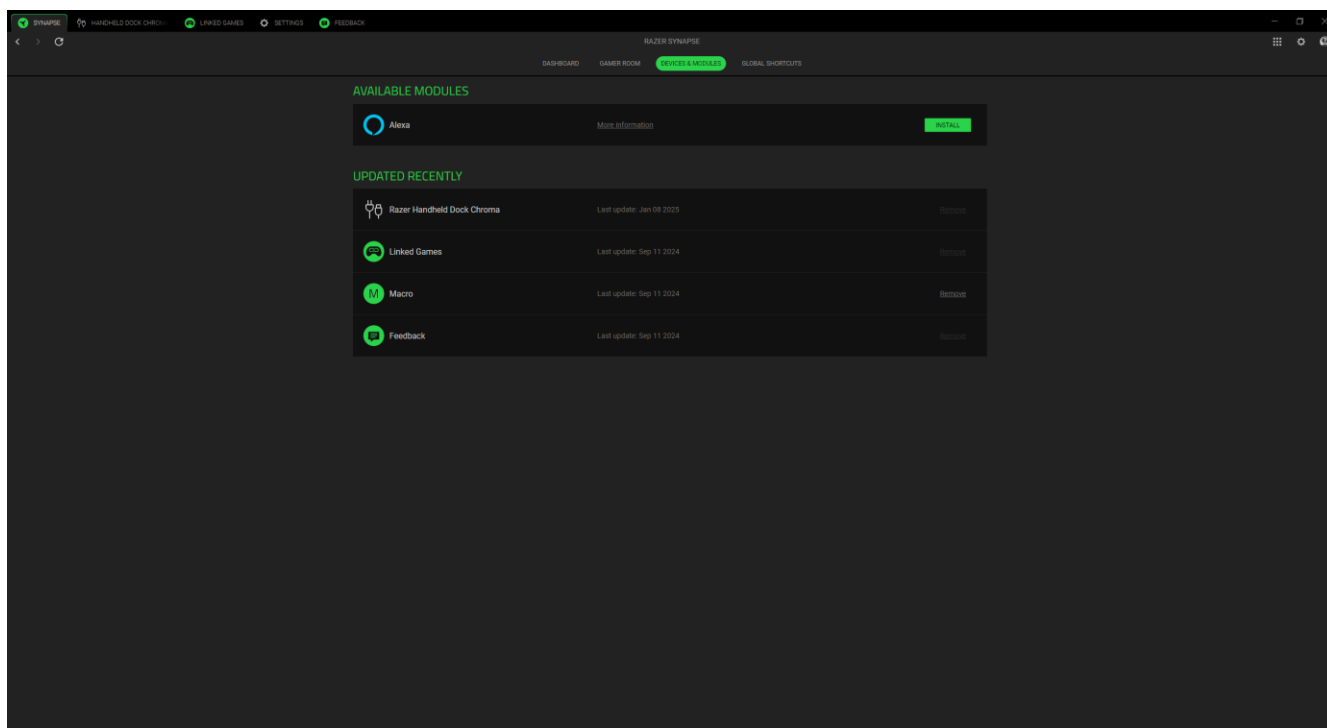 SYNAPSE HANDHELD DOCK CHRO LINKED GAMES SETTINGS FEEDBACK
RAZER SYNAPSE
DASHBOARD GAMER ROOM DEVICES & MODULES GLOBAL SHORTCUTS
AVAILABLE MODULES
Alexa More information INSTALL
UPDATED RECENTLY
Razer Handheld Dock Chroma Last update: Jan 08 2025 Remove
Linked Games Last update: Sep 11 2024 Remove
M Macro Last update: Sep 11 2024 Remove
Feedback Last update: Sep 11 2024 Remove